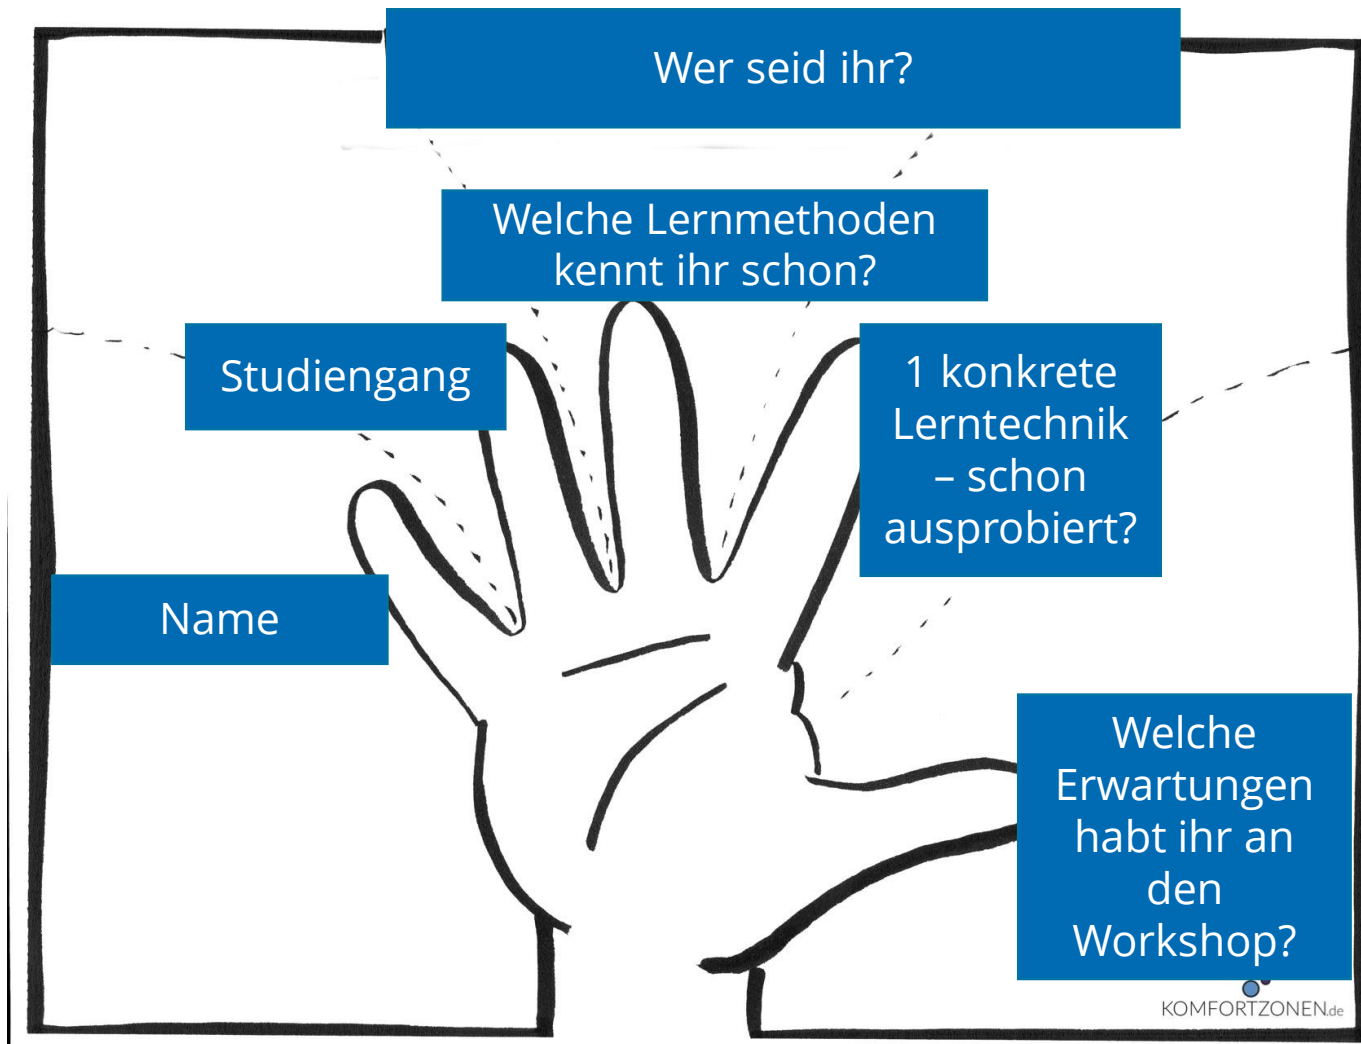 Wer seid ihr?
Welche Lernmethoden
kennt ihr schon?
Studiengang
1 konkrete
Lerntechnik
– schon
ausprobiert?
Name
Welche
Erwartungen
habt ihr an
den
Workshop?
KOMFORTZONEN.de